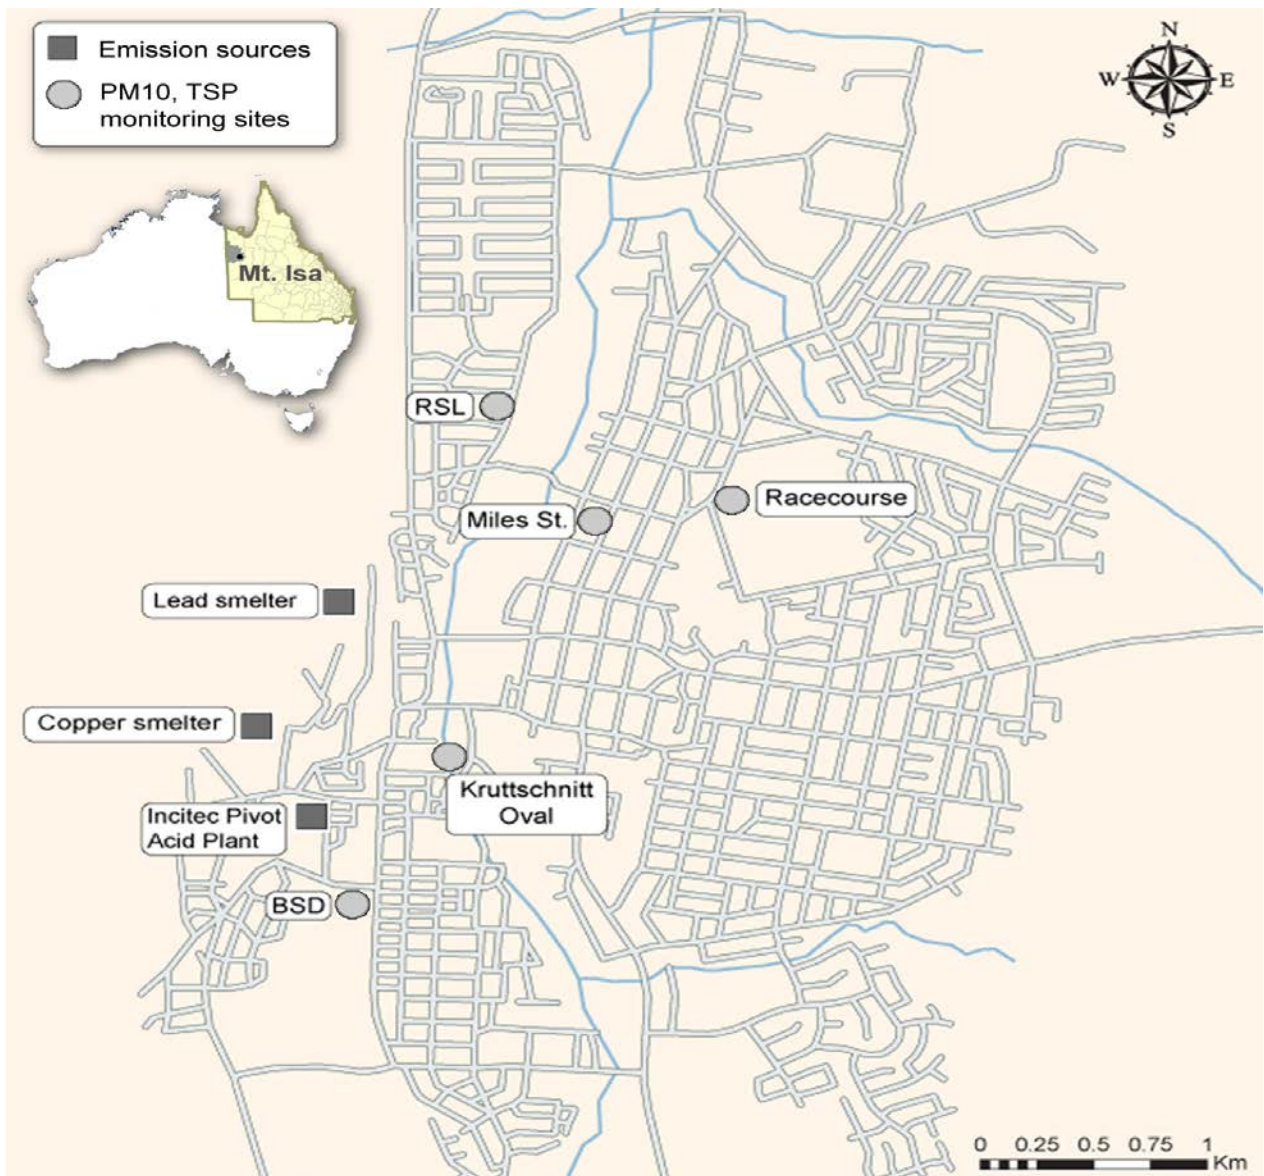 Emission sources
PM10, TSP
monitoring sites
N
W
E
S
Mt. Isa
RSL
Racecourse
Miles St.
Lead smelter
Copper smelter
Kruttschnitt
Oval
Incitec Pivot
Acid Plant
BSD
0 0.25 0.5 0.75 1
Km